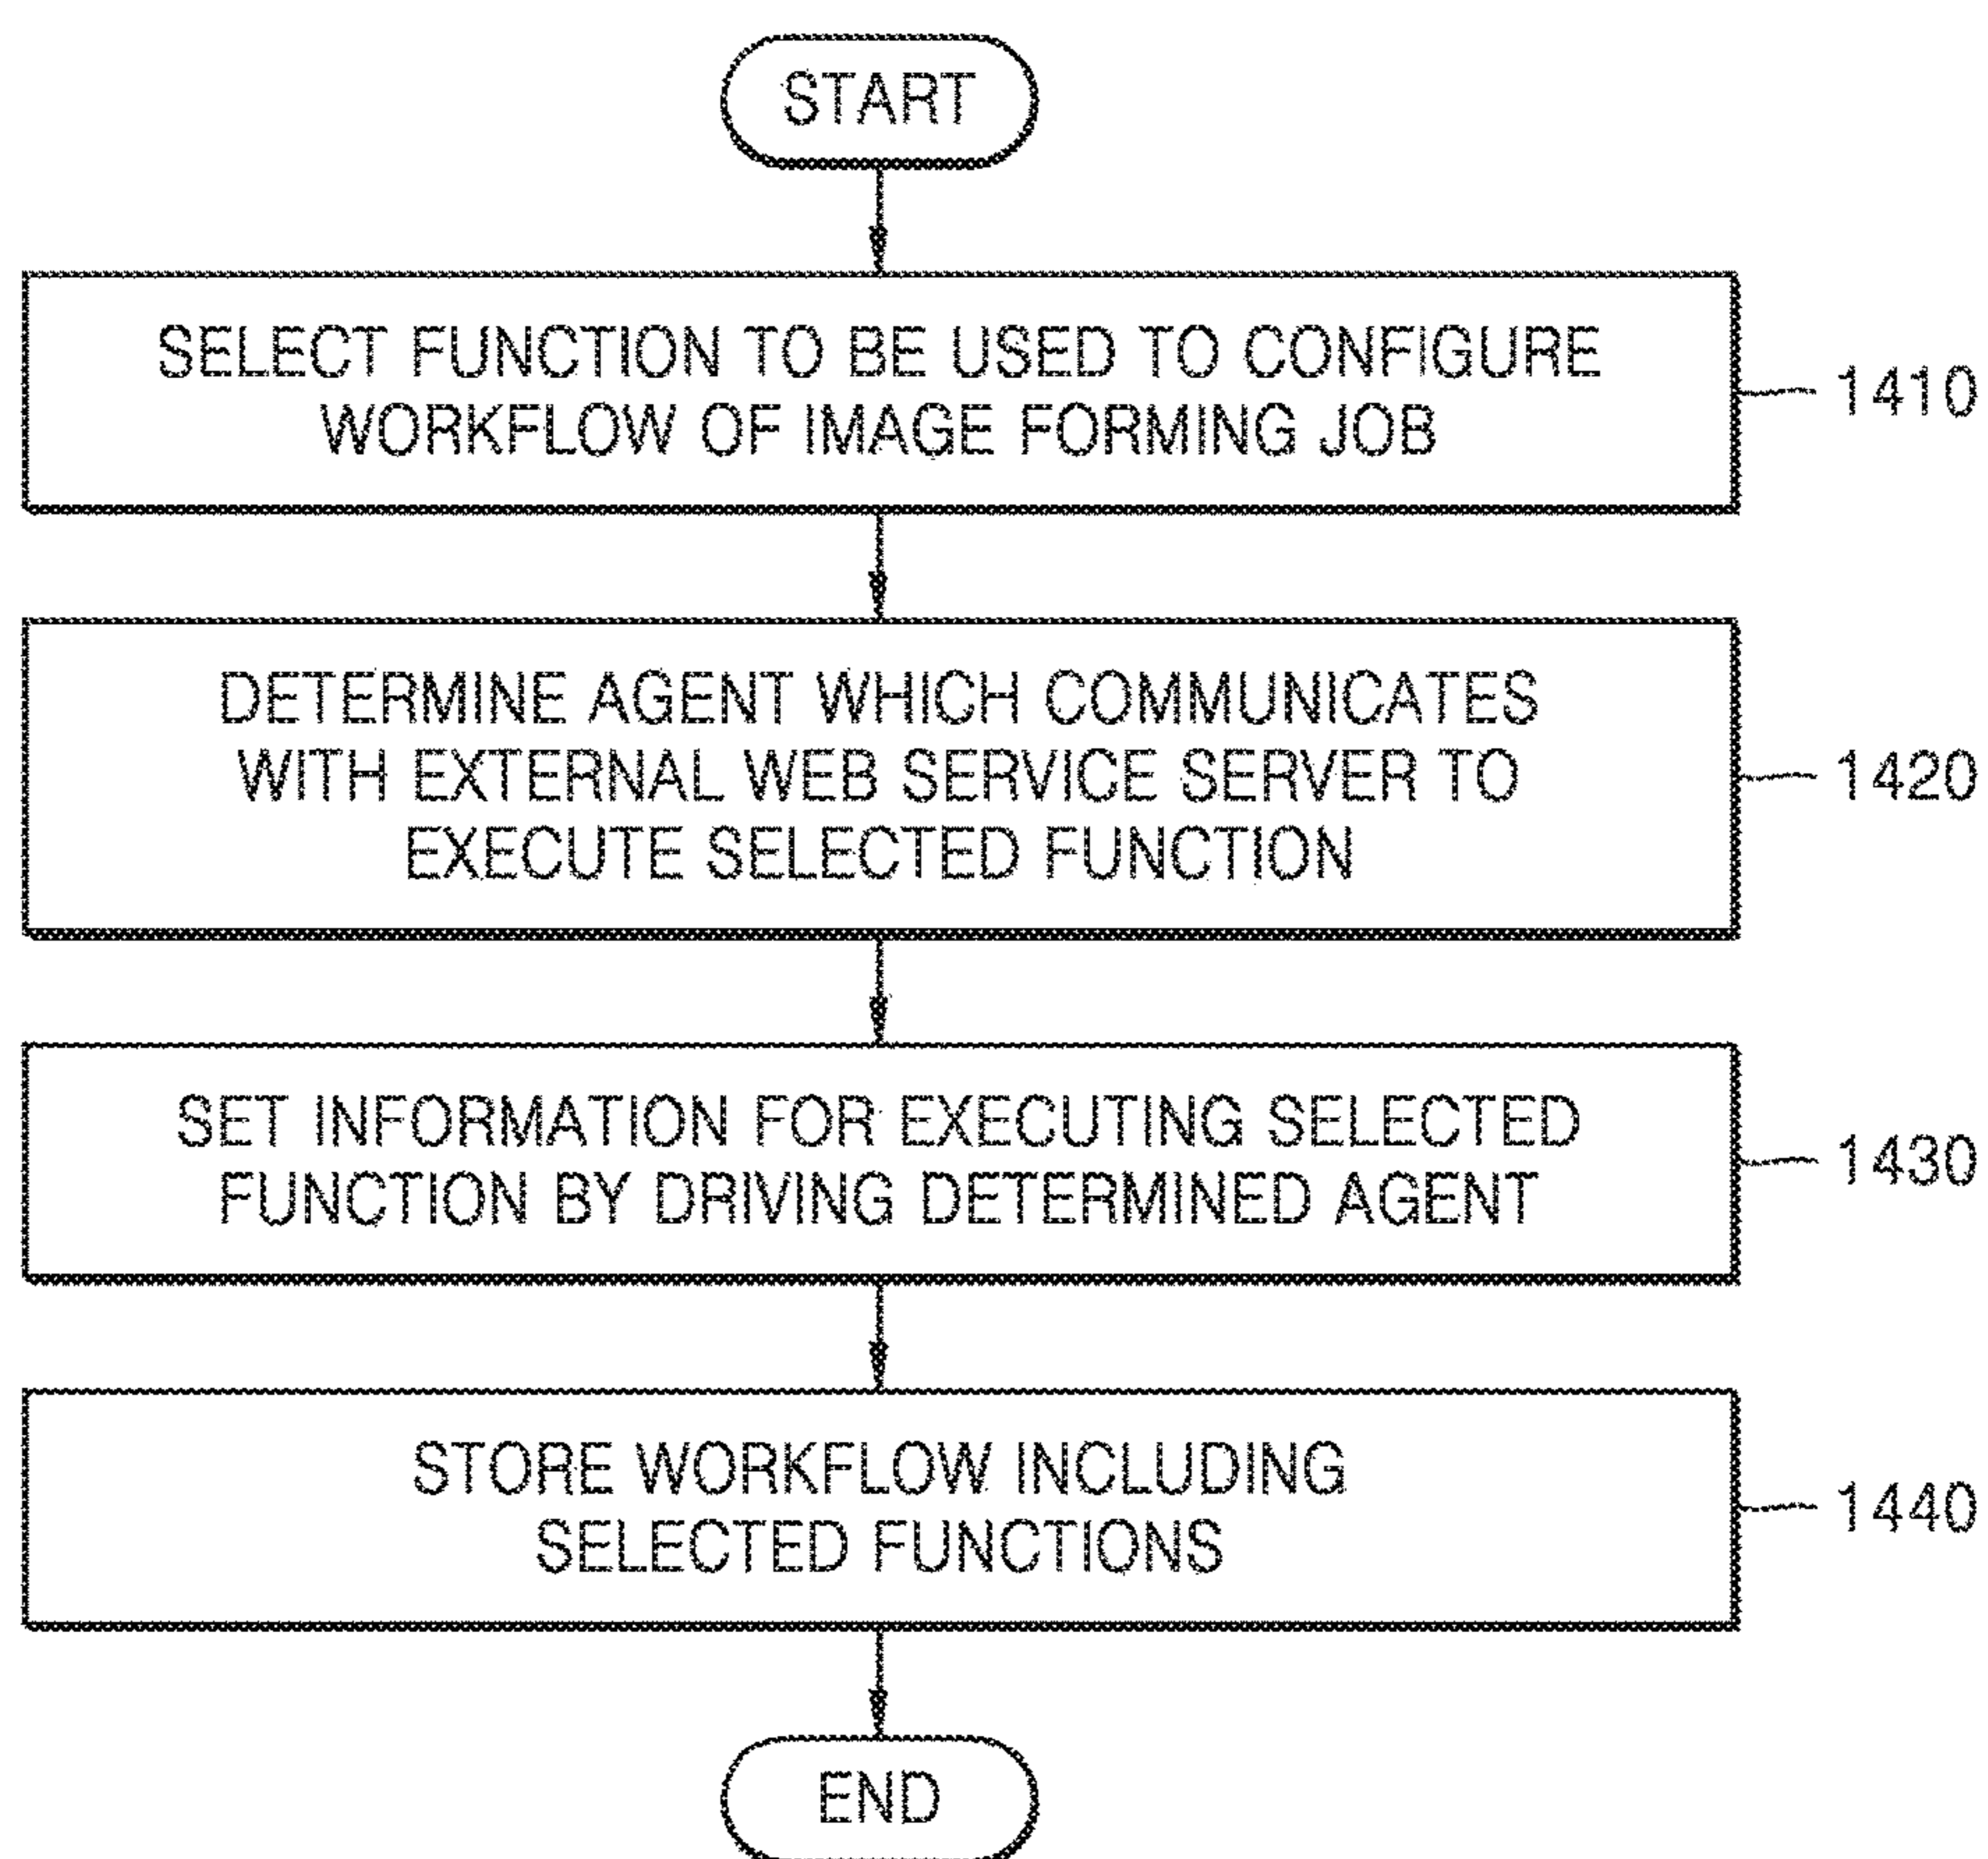 START
SELECT FUNCTION TO BE USED TO CONFIGURE
WORKFLOW OF IMAGE FORMING JOB
1410
DETERMINE AGENT WHICH COMMUNICATES
WITH EXTERNAL WEB SERVICE SERVER TO
EXECUTE SELECTED FUNCTION
1420
SET INFORMATION FOR EXECUTING SELECTED
FUNCTION BY DRIVING DETERMINED AGENT
1430
STORE WORKFLOW INCLUDING
SELECTED FUNCTIONS
1440
END